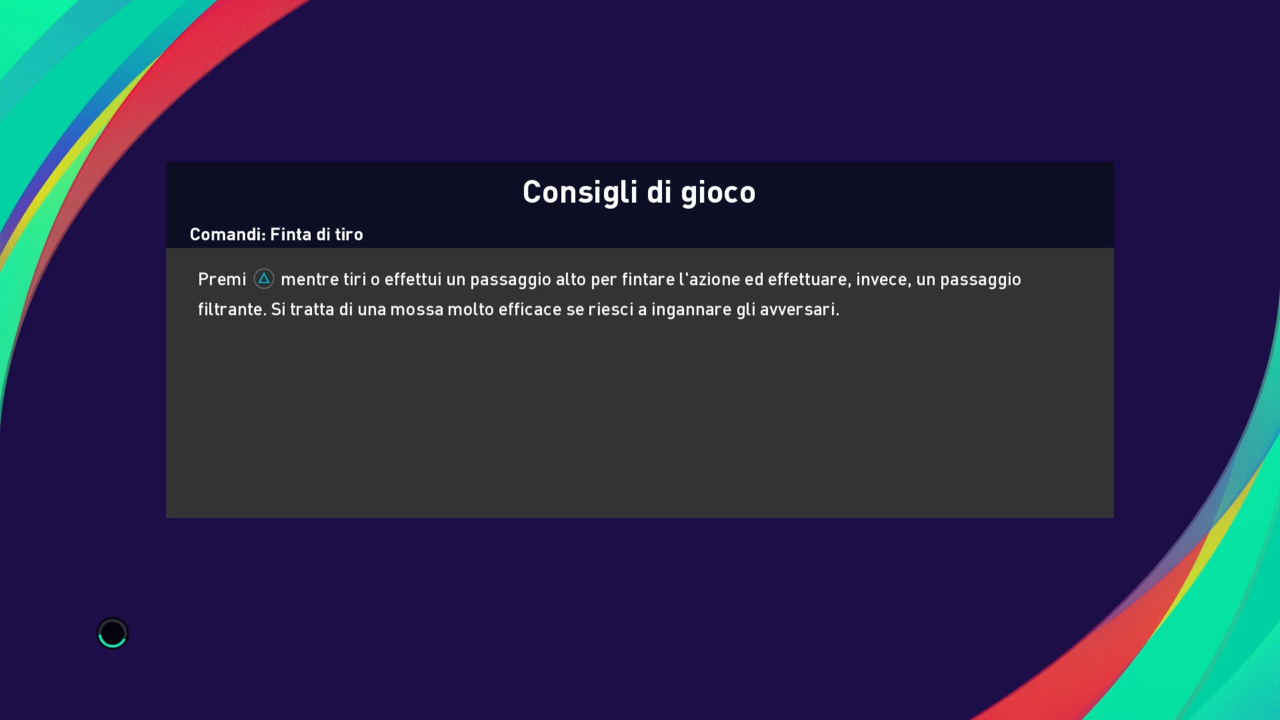 Consigli di gioco
Comandi: Finta di tiro
Premi △ mentre tiri o effettui un passaggio alto per fintare l'azione ed effettuare, invece, un passaggio
filtrante. Si tratta di una mossa molto efficace se riesci a ingannare gli avversari.